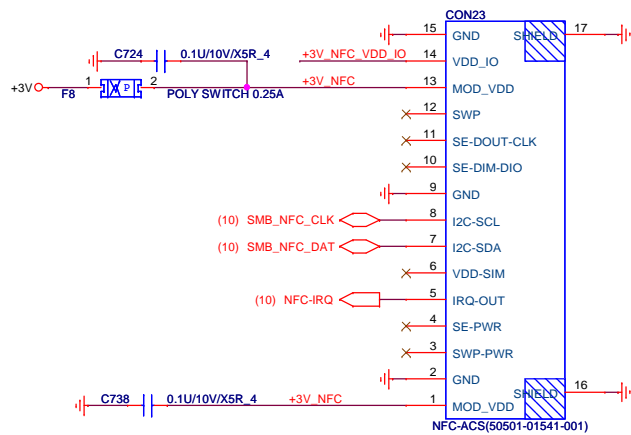 CON23
15 GND SHIELD 17
C724 0.1U/10V/X5R_4
+3V_NFC_VDD_IO 14 VDD_IO
+3V 1 2 +3V_NFC 13 MOD_VDD
F8 P POLY SWITCH 0.25A
12 SWP
11 SE-DOUT-CLK
10 SE-DIM-DIO
9 GND
(10) SMB_NFC_CLK 8 I2C-SCL
(10) SMB_NFC_DAT 7 I2C-SDA
6 VDD-SIM
(10) NFC-IRQ 5 IRQ-OUT
4 SE-PWR
3 SWP-PWR
2 GND
SHIELD 16
C738 0.1U/10V/X5R_4 +3V_NFC 1 MOD_VDD
NFC-ACS(50501-01541-001)